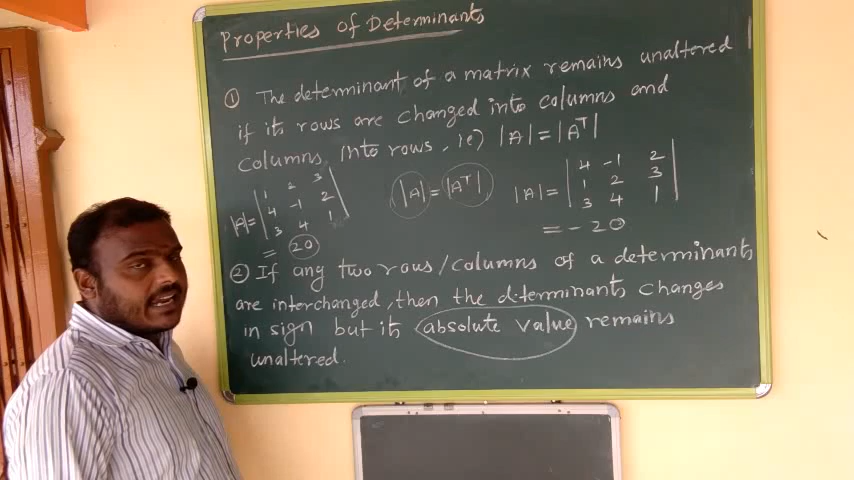 Properties of Determinants
① The determinant of a matrix remains unaltered
if its rows are changed into columns and
columns into rows. ie) |A| = |Aᵀ|
|A| = | 1 2 3 |
| 4 -1 2 |
| 3 4 1 |
= 20
|A| = |Aᵀ|
|A| = | 4 -1 2 |
| 1 2 3 |
| 3 4 1 |
= - 20
② If any two rows/columns of a determinants
are interchanged, then the determinants changes
in sign but its absolute value remains
unaltered.